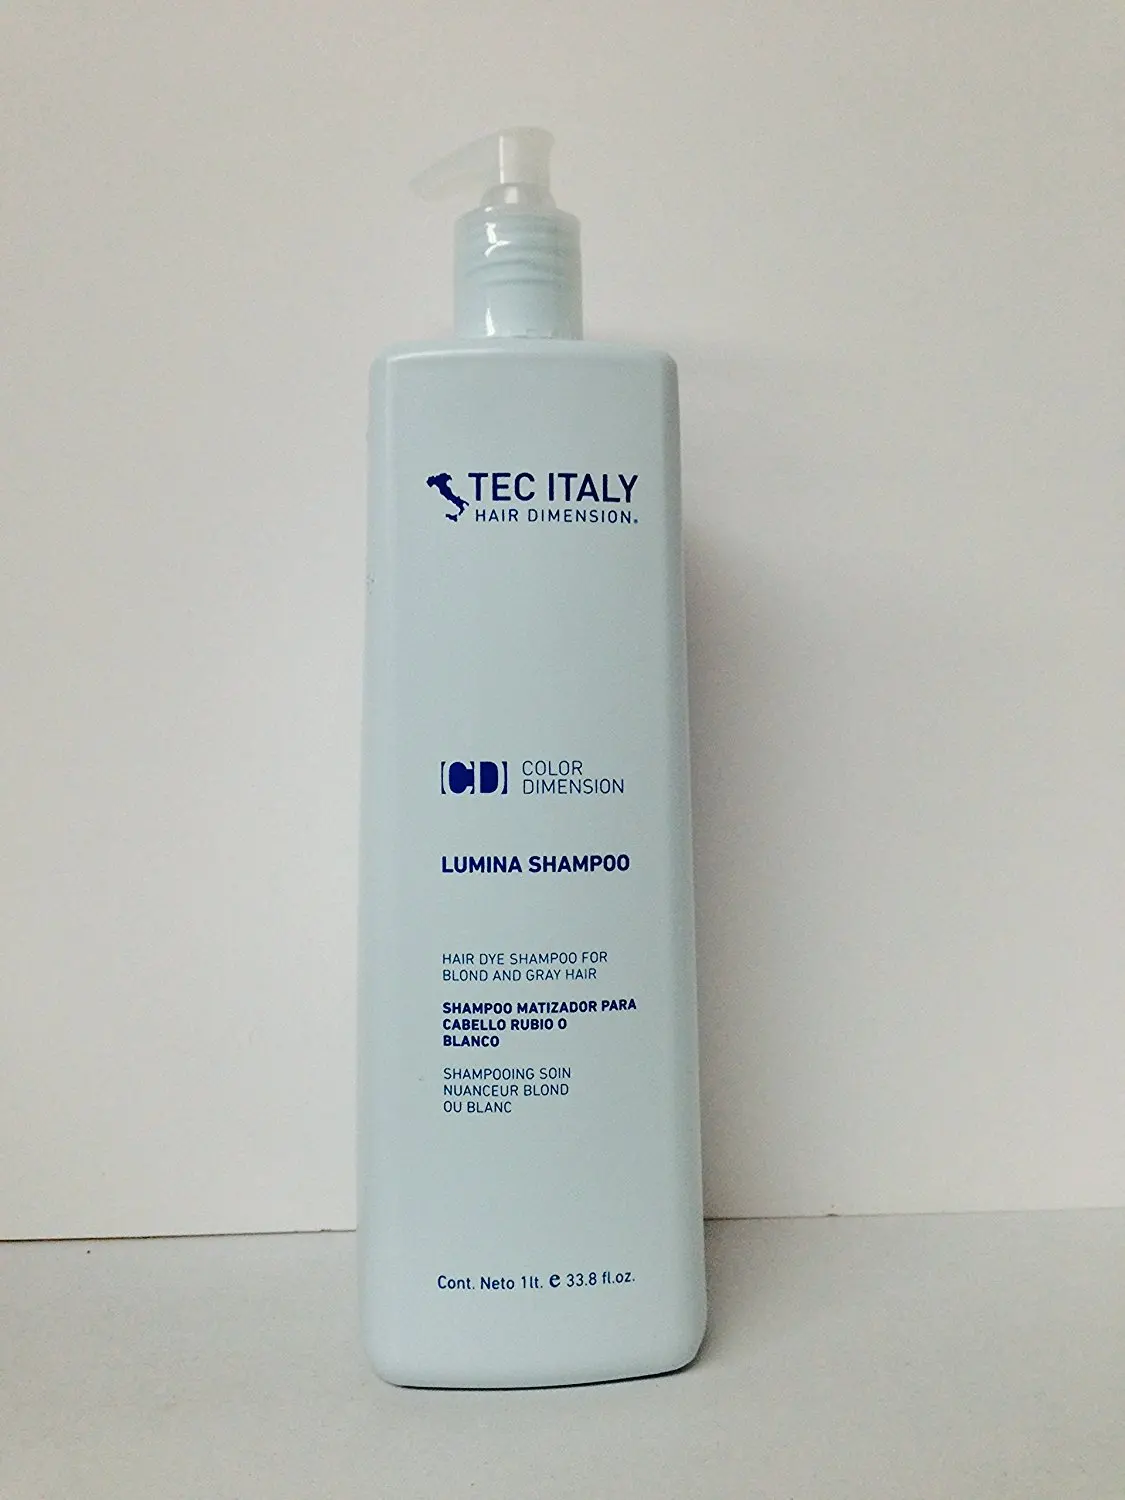 TEC ITALY
HAIR DIMENSION®
[CD] COLOR
DIMENSION
LUMINA SHAMPOO
HAIR DYE SHAMPOO FOR
BLOND AND GRAY HAIR
SHAMPOO MATIZADOR PARA
CABELLO RUBIO O
BLANCO
SHAMPOOING SOIN
NUANCEUR BLOND
OU BLANC
Cont. Neto 1lt. e 33.8 fl.oz.